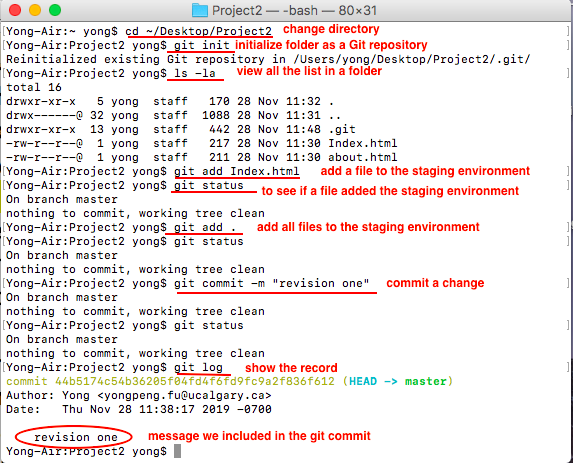 Project2 — -bash — 80×31
[Yong-Air:~ yong$ cd ~/Desktop/Project2 change directory ]
[Yong-Air:Project2 yong$ git init initialize folder as a Git repository ]
Reinitialized existing Git repository in /Users/yong/Desktop/Project2/.git/
[Yong-Air:Project2 yong$ ls -la view all the list in a folder ]
total 16
drwxr-xr-x   5 yong  staff   170 28 Nov 11:32 .
drwx------@ 32 yong  staff  1088 28 Nov 11:31 ..
drwxr-xr-x  13 yong  staff   442 28 Nov 11:48 .git
-rw-r--r--@  1 yong  staff   217 28 Nov 11:30 Index.html
-rw-r--r--@  1 yong  staff   211 28 Nov 11:30 about.html
[Yong-Air:Project2 yong$ git add Index.html add a file to the staging environment ]
[Yong-Air:Project2 yong$ git status to see if a file added the staging environment ]
On branch master
nothing to commit, working tree clean
[Yong-Air:Project2 yong$ git add . add all files to the staging environment ]
[Yong-Air:Project2 yong$ git status ]
On branch master
nothing to commit, working tree clean
[Yong-Air:Project2 yong$ git commit -m "revision one" commit a change ]
On branch master
nothing to commit, working tree clean
[Yong-Air:Project2 yong$ git status ]
On branch master
nothing to commit, working tree clean
[Yong-Air:Project2 yong$ git log show the record ]
commit 44b5174c54b36205f04fd4f6fd9fc9a2f836f612 (HEAD -> master)
Author: Yong <yongpeng.fu@ucalgary.ca>
Date:   Thu Nov 28 11:38:17 2019 -0700
revision one message we included in the git commit
Yong-Air:Project2 yong$